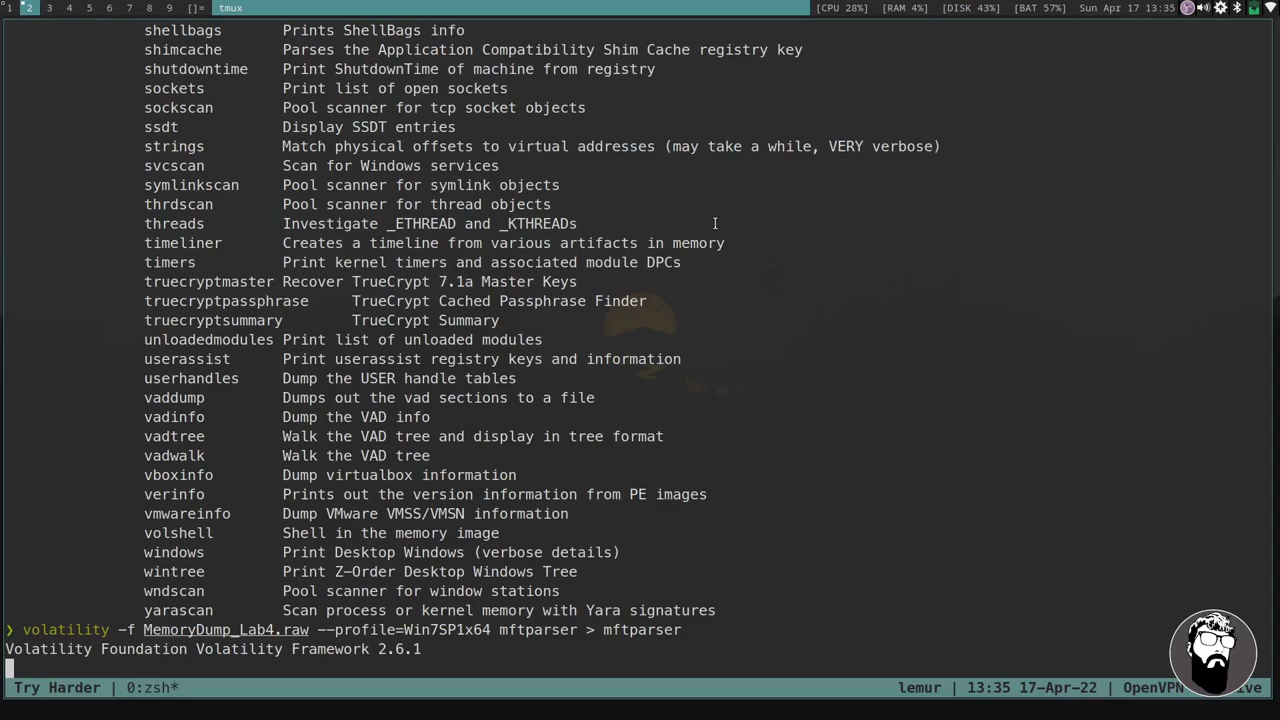 1 2 3 4 5 6 7 8 9 []= tmux [CPU 28%] [RAM 4%] [DISK 43%] [BAT 57%] Sun Apr 17 13:35
shellbags Prints ShellBags info
shimcache Parses the Application Compatibility Shim Cache registry key
shutdowntime Print ShutdownTime of machine from registry
sockets Print list of open sockets
sockscan Pool scanner for tcp socket objects
ssdt Display SSDT entries
strings Match physical offsets to virtual addresses (may take a while, VERY verbose)
svcscan Scan for Windows services
symlinkscan Pool scanner for symlink objects
thrdscan Pool scanner for thread objects
threads Investigate _ETHREAD and _KTHREADs
timeliner Creates a timeline from various artifacts in memory
timers Print kernel timers and associated module DPCs
truecryptmaster Recover TrueCrypt 7.1a Master Keys
truecryptpassphrase TrueCrypt Cached Passphrase Finder
truecryptsummary TrueCrypt Summary
unloadedmodules Print list of unloaded modules
userassist Print userassist registry keys and information
userhandles Dump the USER handle tables
vaddump Dumps out the vad sections to a file
vadinfo Dump the VAD info
vadtree Walk the VAD tree and display in tree format
vadwalk Walk the VAD tree
vboxinfo Dump virtualbox information
verinfo Prints out the version information from PE images
vmwareinfo Dump VMware VMSS/VMSN information
volshell Shell in the memory image
windows Print Desktop Windows (verbose details)
wintree Print Z-Order Desktop Windows Tree
wndscan Pool scanner for window stations
yarascan Scan process or kernel memory with Yara signatures
❯ volatility -f MemoryDump_Lab4.raw --profile=Win7SP1x64 mftparser > mftparser
Volatility Foundation Volatility Framework 2.6.1
Try Harder | 0:zsh* lemur | 13:35 17-Apr-22 | OpenVPN